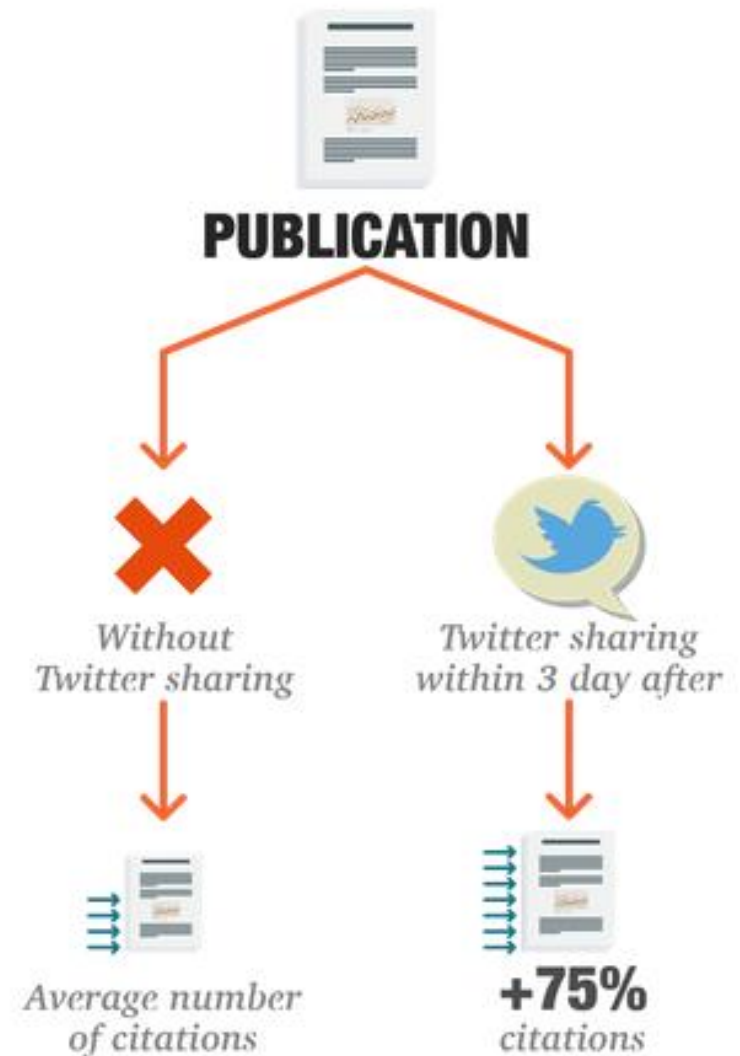 PUBLICATION
Without
Twitter sharing
Twitter sharing
within 3 day after
Average number
of citations
+75%
citations